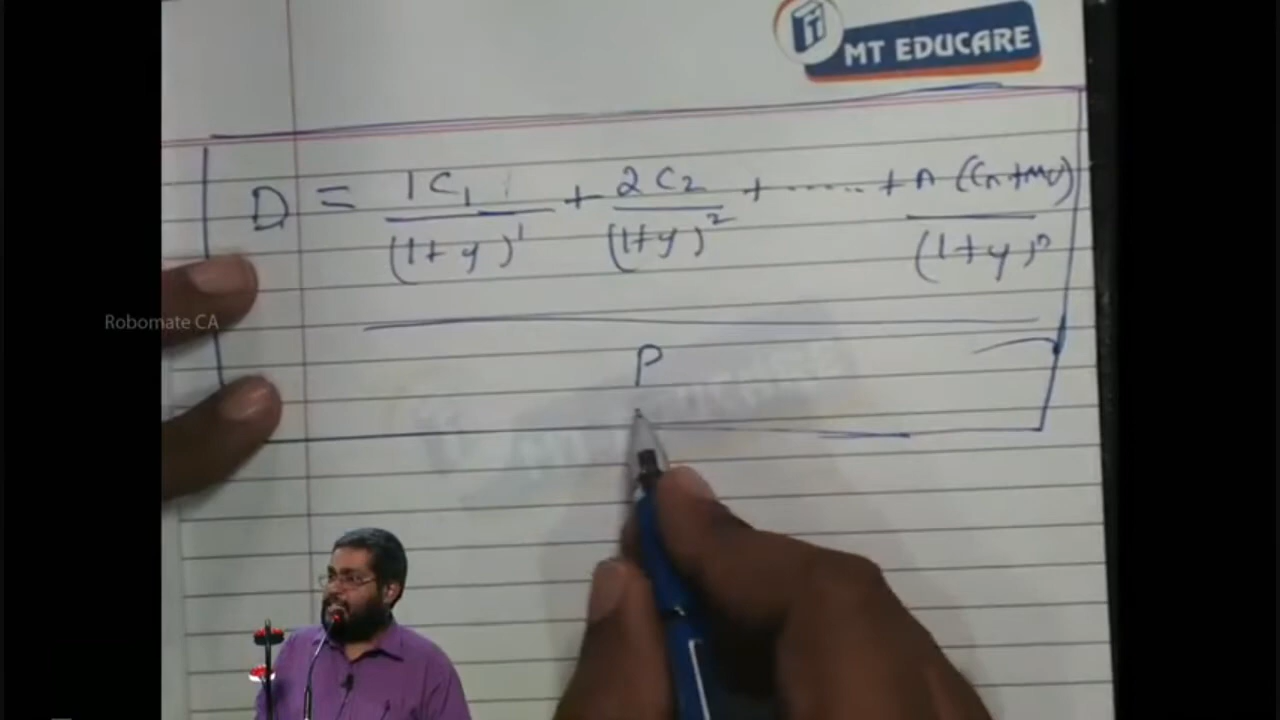 MT EDUCARE
D = 1C₁ / (1+y)¹ + 2C₂ / (1+y)² + ...... + n (Cn+MV) / (1+y)ⁿ
P
Robomate CA